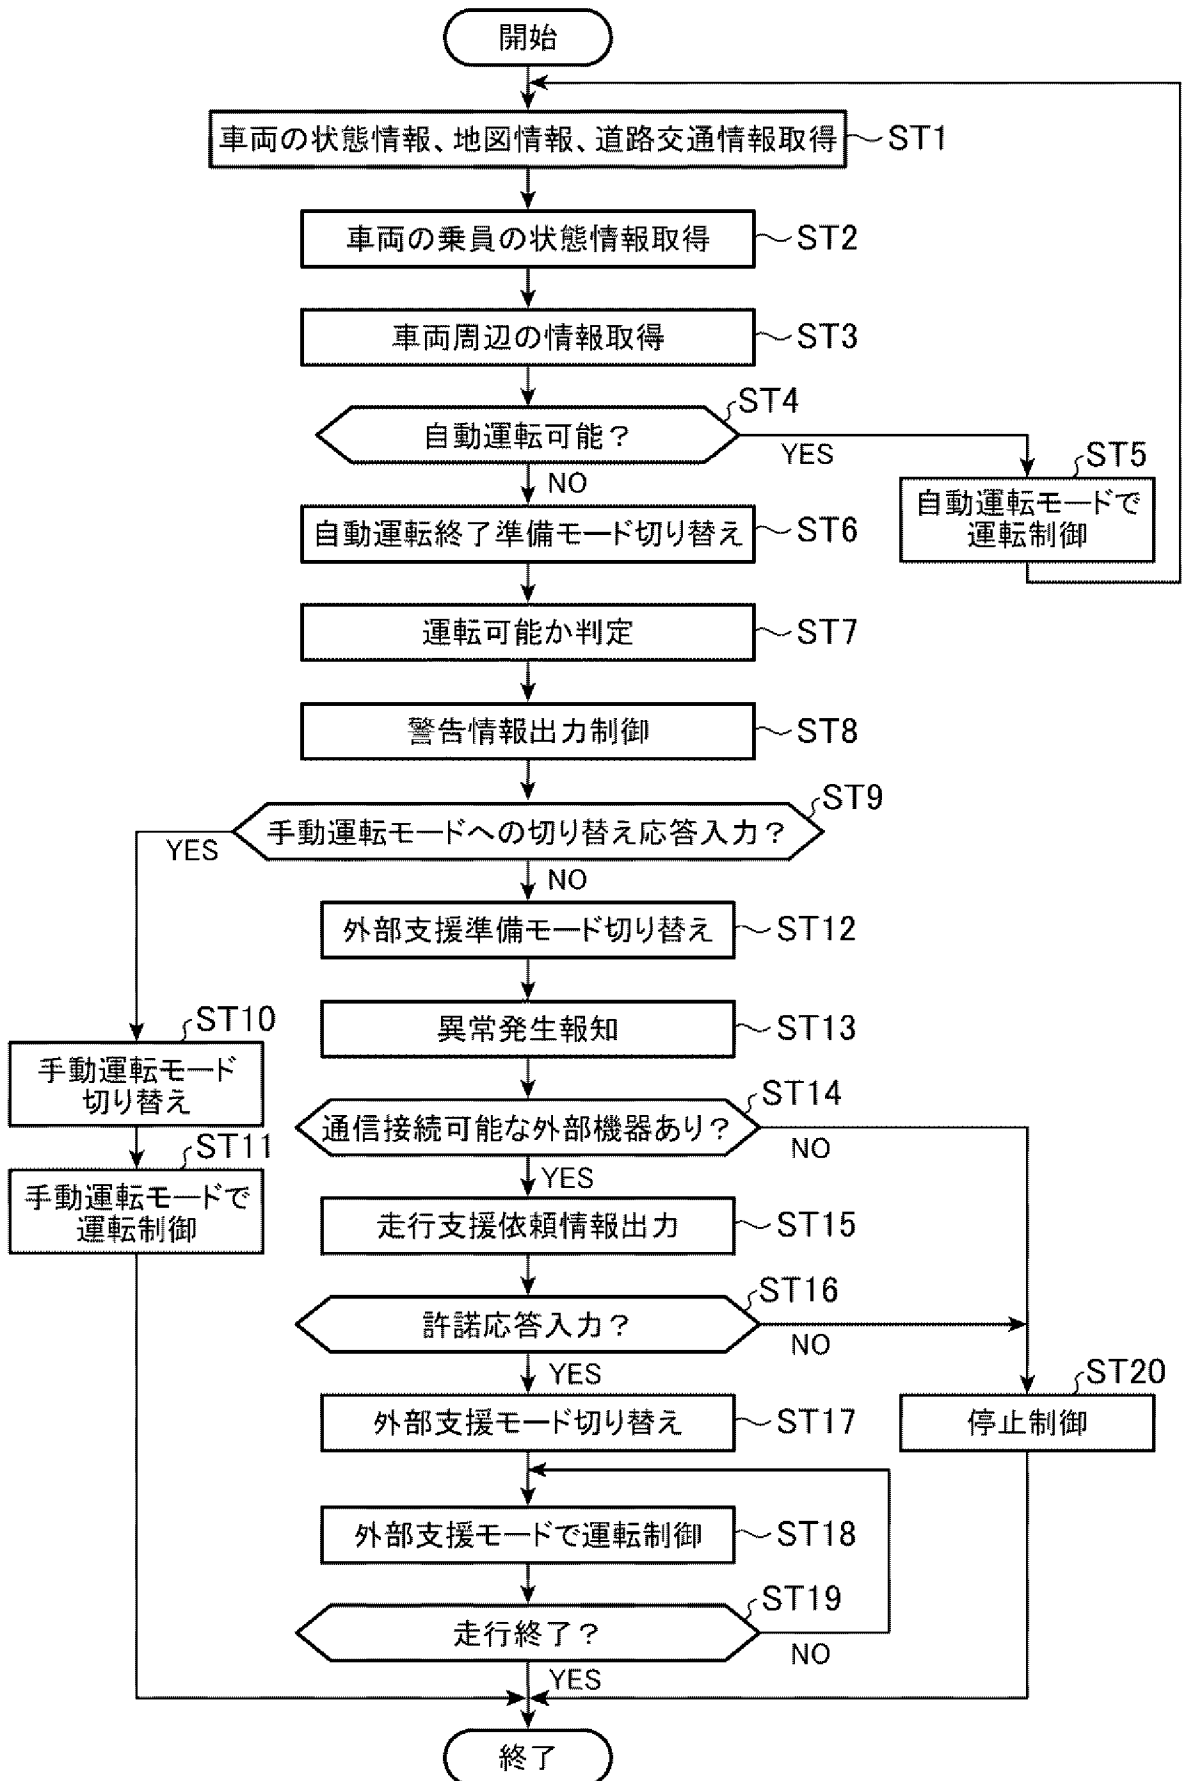 開始
車両の状態情報、地図情報、道路交通情報取得
ST1
車両の乗員の状態情報取得
ST2
車両周辺の情報取得
ST3
ST4
自動運転可能？
YES
NO
ST5
自動運転モードで
運転制御
自動運転終了準備モード切り替え
ST6
運転可能か判定
ST7
警告情報出力制御
ST8
ST9
手動運転モードへの切り替え応答入力？
YES
NO
外部支援準備モード切り替え
ST12
ST10
手動運転モード
切り替え
異常発生報知
ST13
ST14
通信接続可能な外部機器あり？
NO
YES
ST11
手動運転モードで
運転制御
走行支援依頼情報出力
ST15
ST16
許諾応答入力？
NO
YES
外部支援モード切り替え
ST17
ST20
停止制御
外部支援モードで運転制御
ST18
ST19
走行終了？
NO
YES
終了